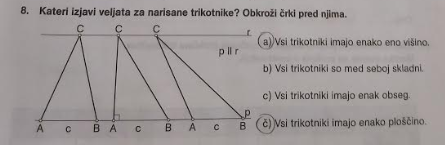 8. Kateri izjavi veljata za narisane trikotnike? Obkroži črki pred njima.
C C C r
p || r
a) Vsi trikotniki imajo enako eno višino.
b) Vsi trikotniki so med seboj skladni.
c) Vsi trikotniki imajo enak obseg.
p
A c B A c B A c B
č) Vsi trikotniki imajo enako ploščino.